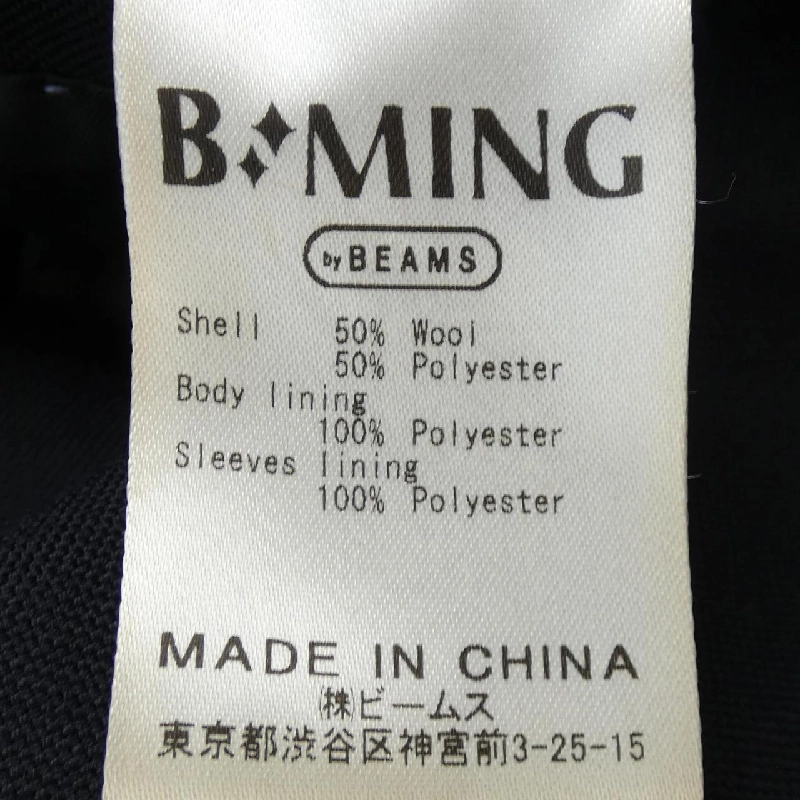 B MING
by BEAMS
Shell 50% Wool
50% Polyester
Body lining
100% Polyester
Sleeves lining
100% Polyester
MADE IN CHINA
㈱ビームス
東京都渋谷区神宮前3-25-15